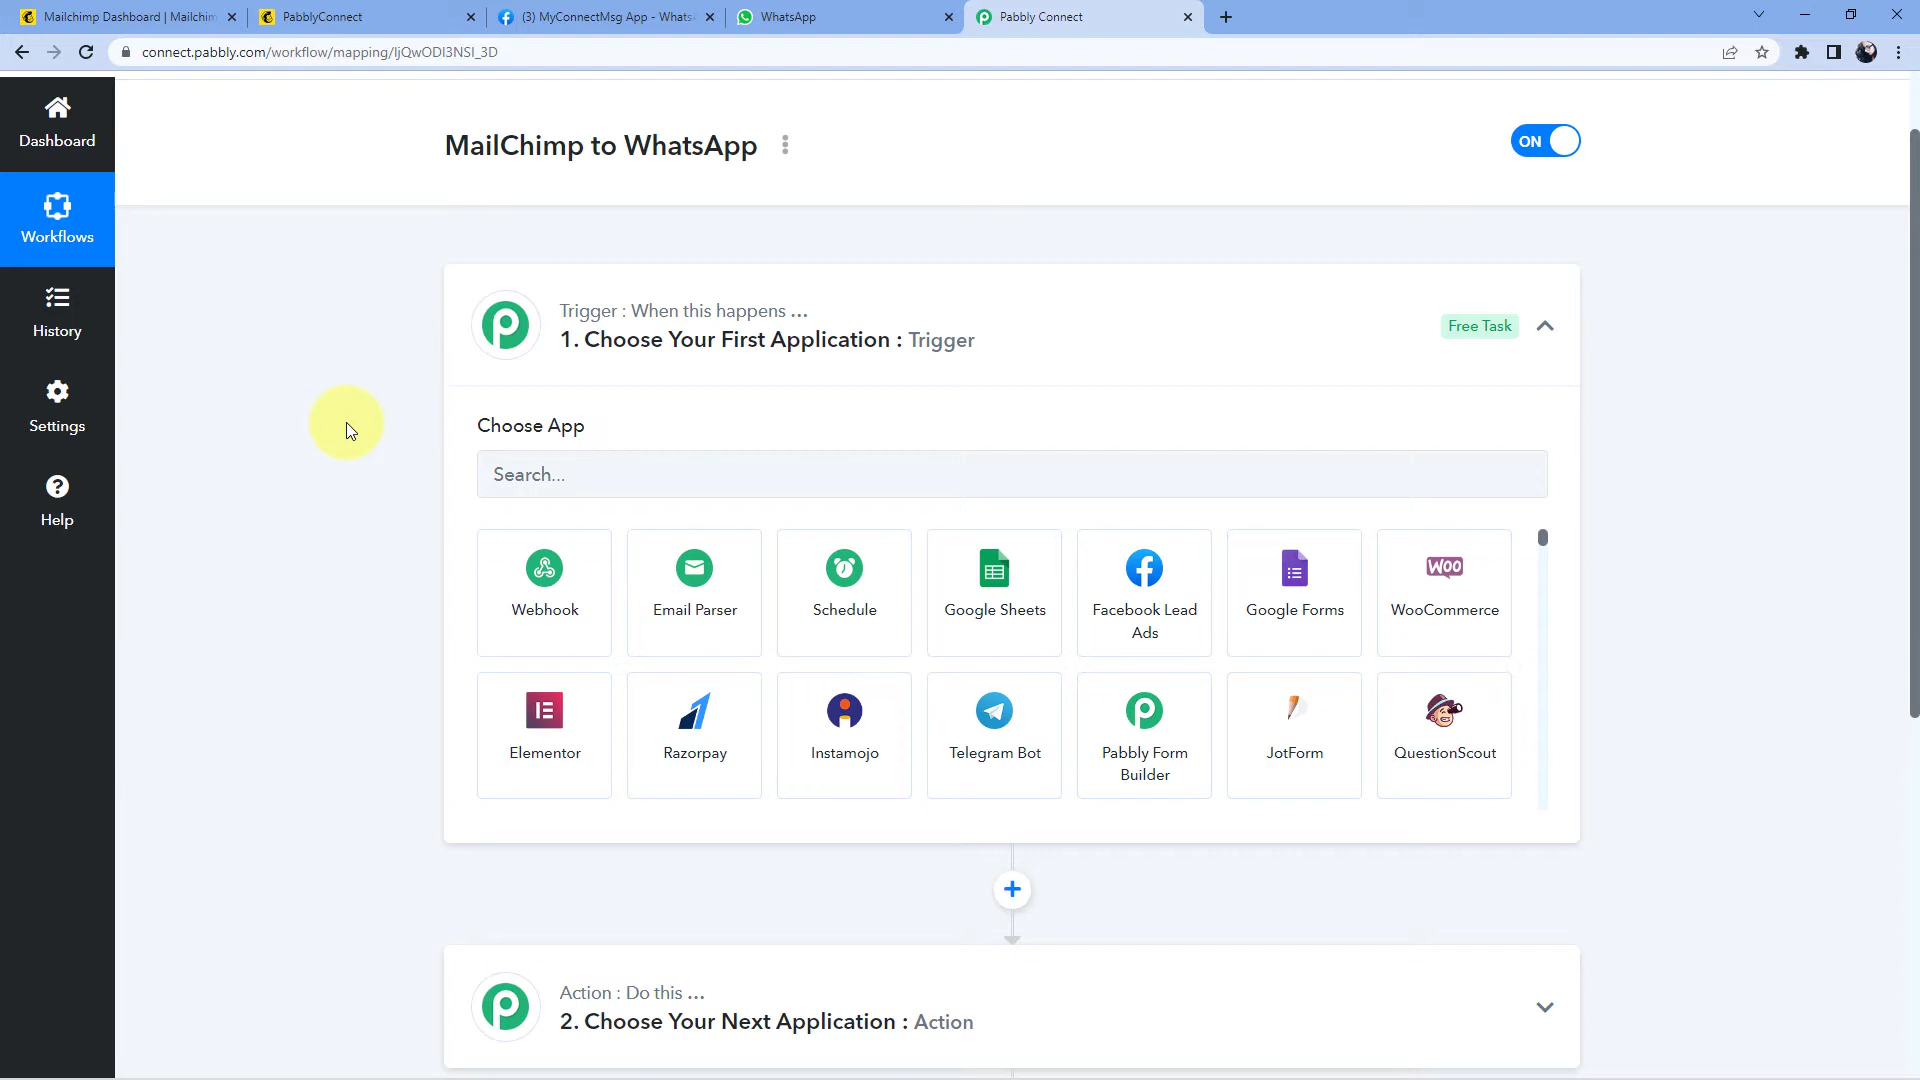 Mailchimp Dashboard | Mailchim
PabblyConnect
(3) MyConnectMsg App - Whats
WhatsApp
Pabbly Connect
connect.pabbly.com/workflow/mapping/IjQwODI3NSI_3D
Dashboard
Workflows
History
Settings
Help
MailChimp to WhatsApp
ON
Trigger : When this happens ...
1. Choose Your First Application : Trigger
Free Task
Choose App
Search...
Webhook
Email Parser
Schedule
Google Sheets
Facebook Lead
Ads
Google Forms
WOO
WooCommerce
Elementor
Razorpay
Instamojo
Telegram Bot
Pabbly Form
Builder
JotForm
QuestionScout
Action : Do this ...
2. Choose Your Next Application : Action